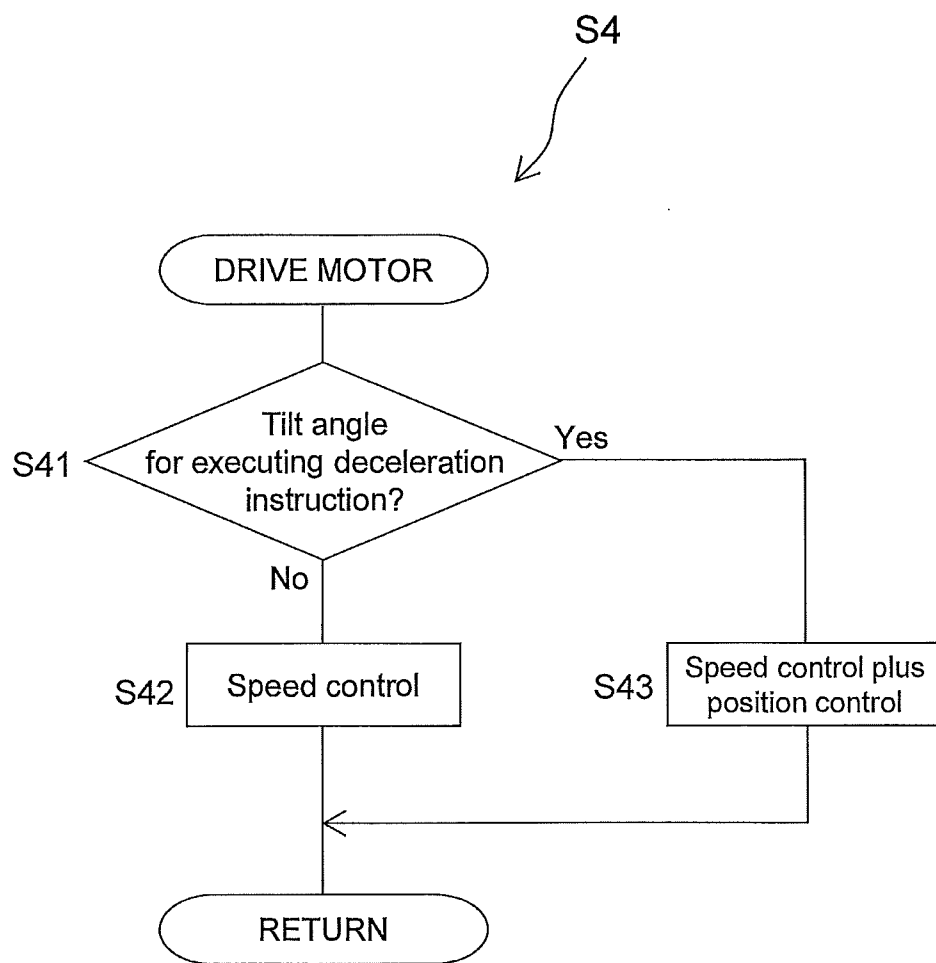 S4
DRIVE MOTOR
S41
Tilt angle
for executing deceleration
instruction?
Yes
No
S42
Speed control
S43
Speed control plus
position control
RETURN